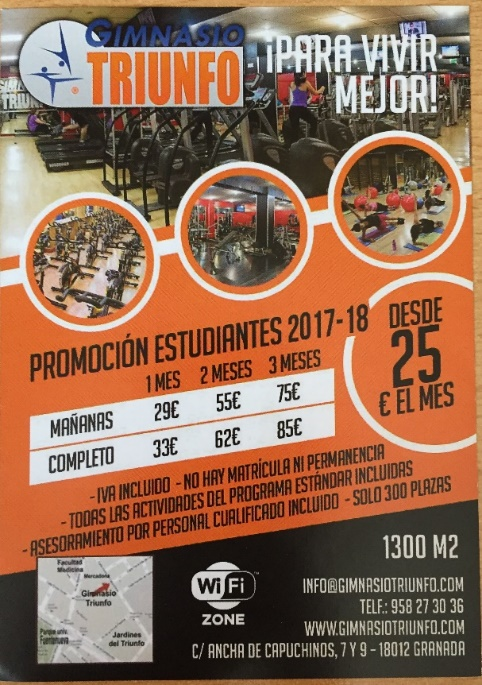 GIMNASIO
TRIUNFO
¡PARA VIVIR
MEJOR!
PROMOCIÓN ESTUDIANTES 2017-18
DESDE
25
€ EL MES
1 MES 2 MESES 3 MESES
MAÑANAS 29€ 55€ 75€
COMPLETO 33€ 62€ 85€
- IVA INCLUIDO - NO HAY MATRÍCULA NI PERMANENCIA
- TODAS LAS ACTIVIDADES DEL PROGRAMA ESTÁNDAR INCLUIDAS
- ASESORAMIENTO POR PERSONAL CUALIFICADO INCLUIDO - SOLO 300 PLAZAS
1300 M2
Facultad
Medicina
Mercadona
Gimnasio
Triunfo
Parque univ.
Fuentenueva
Jardines
del Triunfo
Wi Fi
ZONE
INFO@GIMNASIOTRIUNFO.COM
TELF.: 958 27 30 36
WWW.GIMNASIOTRIUNFO.COM
C/ ANCHA DE CAPUCHINOS, 7 Y 9 - 18012 GRANADA